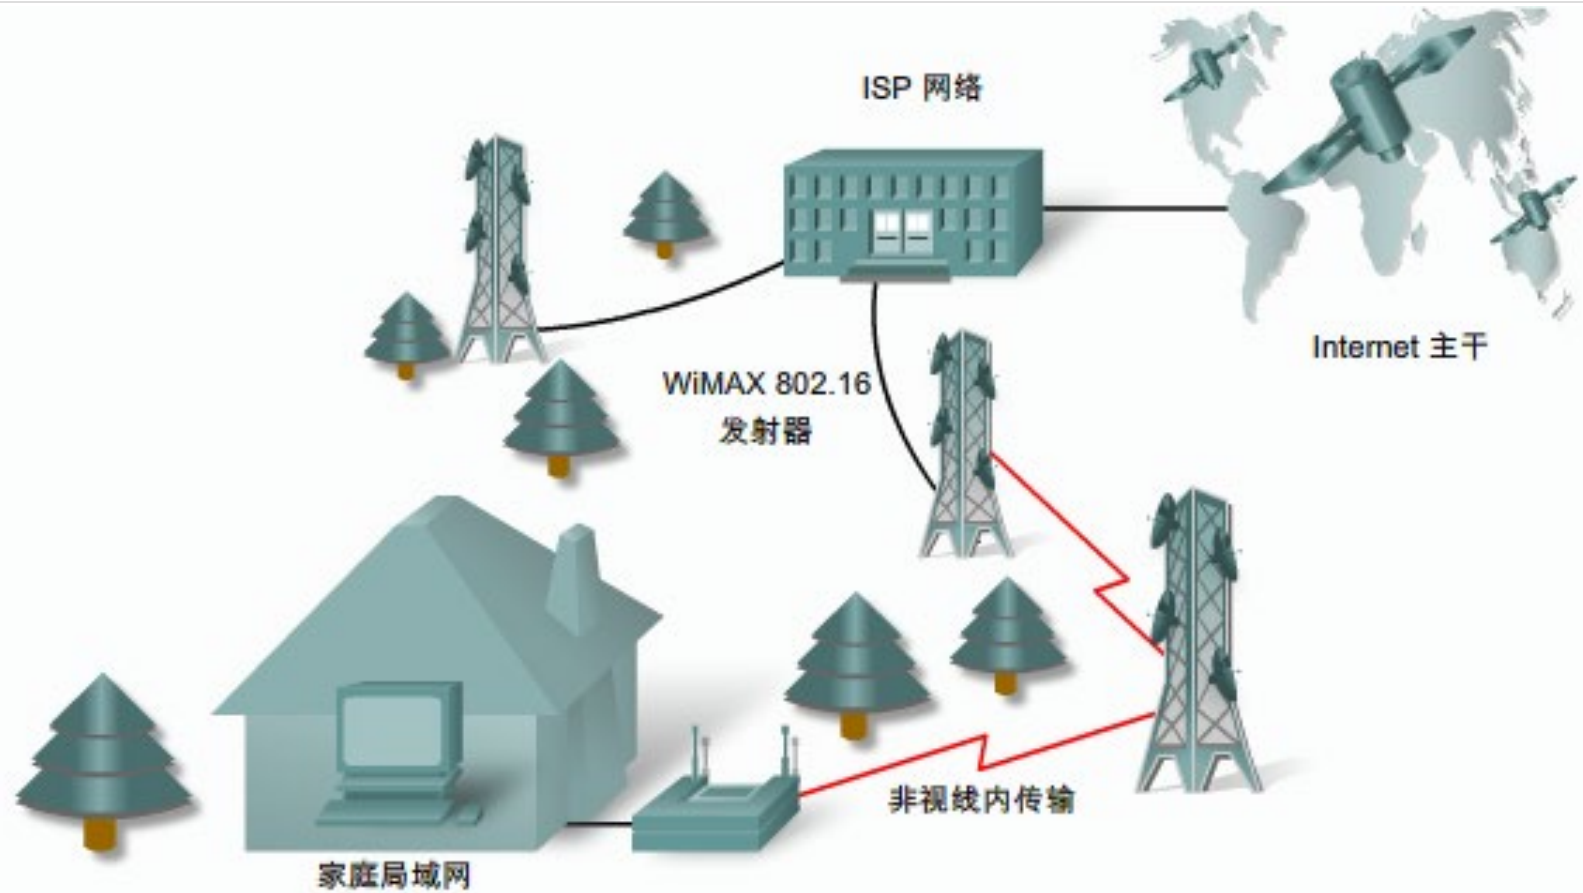 ISP 网络
Internet 主干
WiMAX 802.16
发射器
非视线内传输
家庭局域网